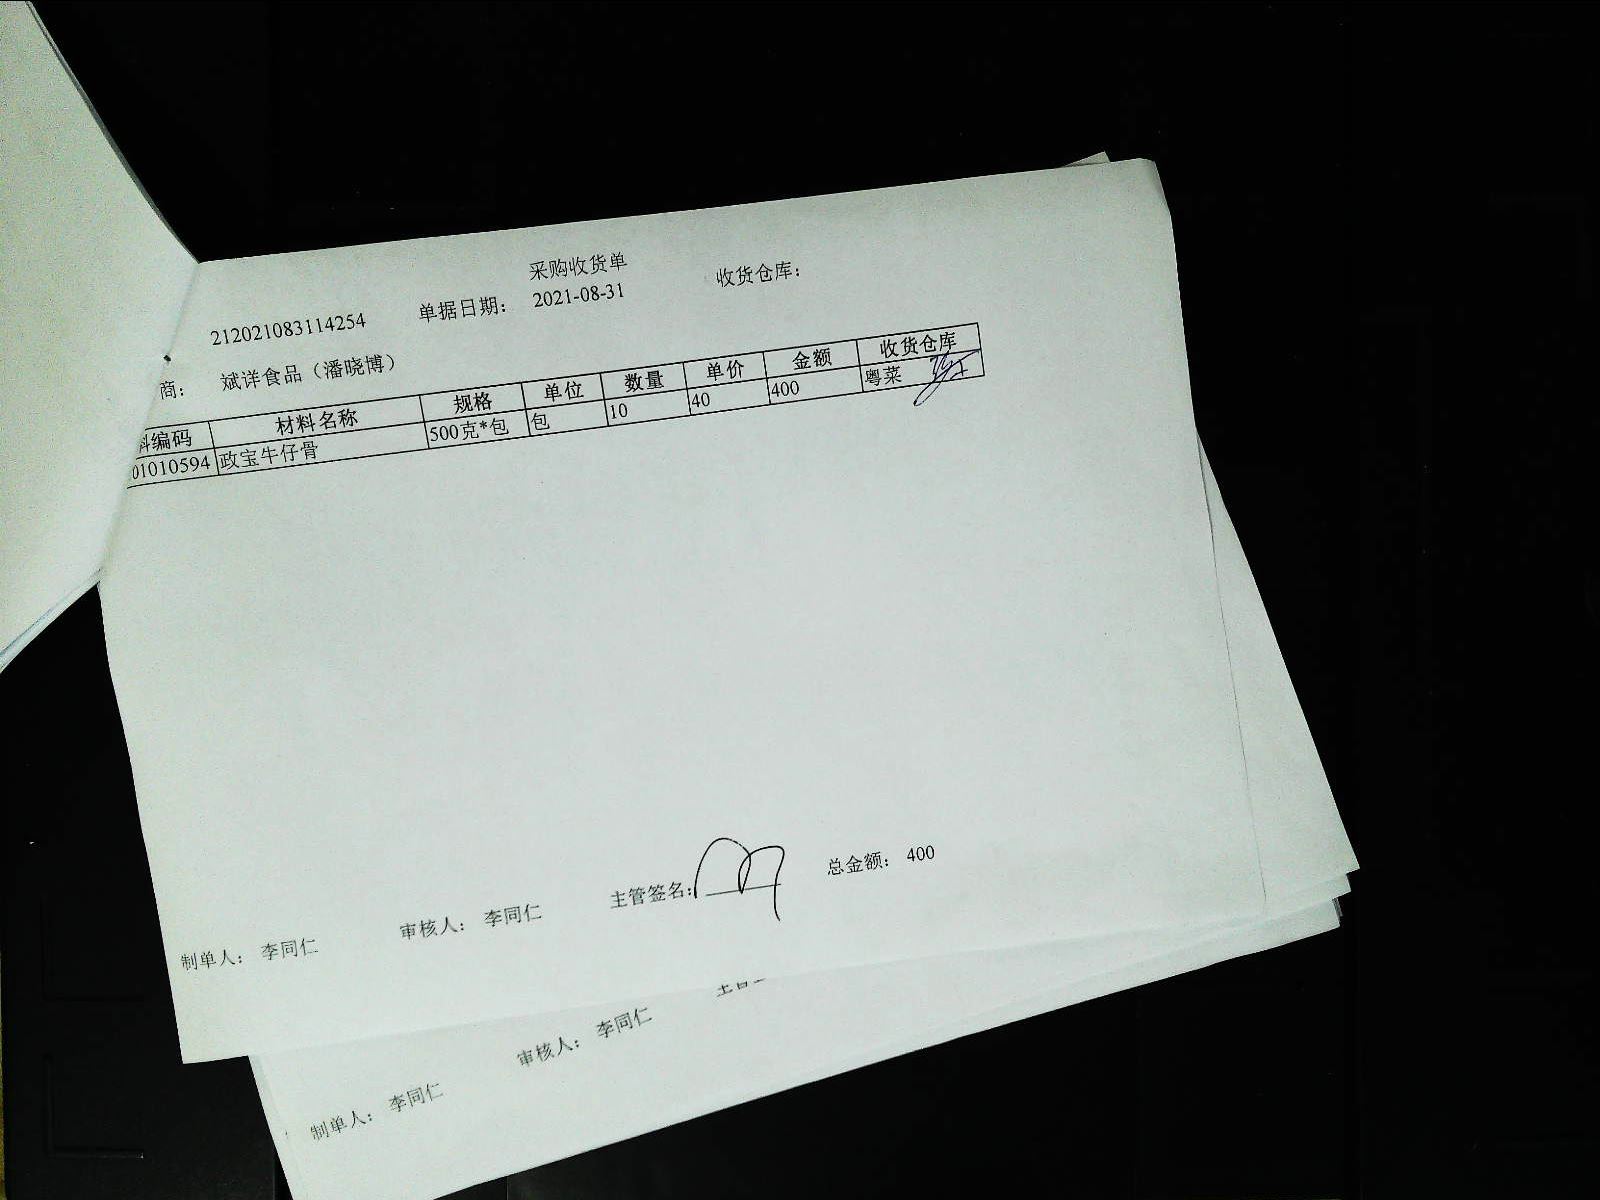 采购收货单
212021083114254 单据日期： 2021-08-31 收货仓库：
商： 斌详食品（潘晓博）
料编码 材料名称 规格 单位 数量 单价 金额 收货仓库
01010594 政宝牛仔骨 500克*包 包 10 40 400 粤菜
制单人： 李同仁 审核人： 李同仁 主管签名： 总金额： 400
制单人： 李同仁 审核人： 李同仁